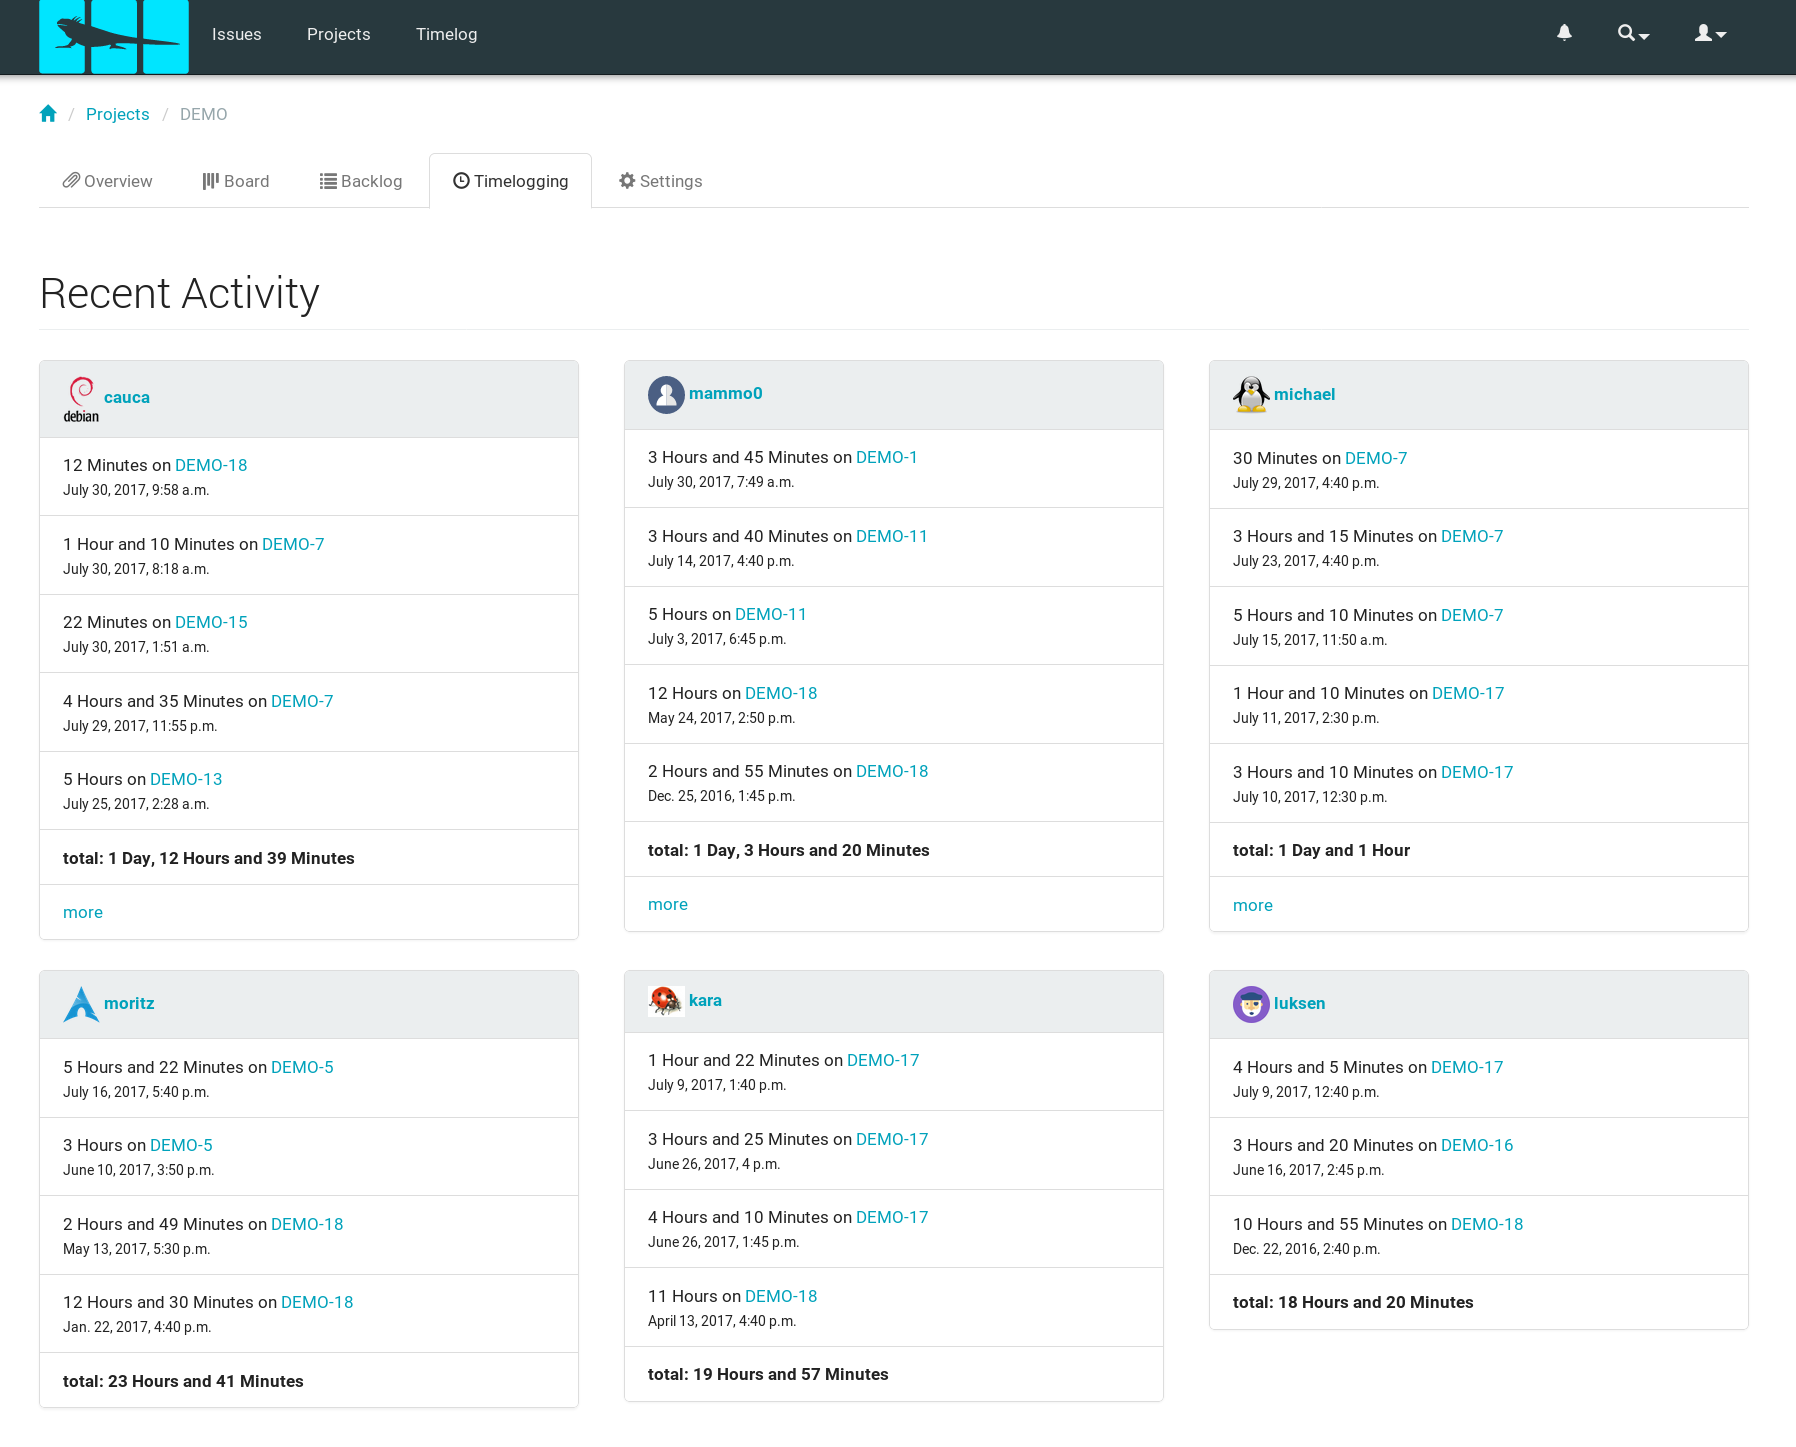 Issues Projects Timelog
/ Projects / DEMO
Overview Board Backlog Timelogging Settings
Recent Activity
debian cauca
12 Minutes on DEMO-18
July 30, 2017, 9:58 a.m.
1 Hour and 10 Minutes on DEMO-7
July 30, 2017, 8:18 a.m.
22 Minutes on DEMO-15
July 30, 2017, 1:51 a.m.
4 Hours and 35 Minutes on DEMO-7
July 29, 2017, 11:55 p.m.
5 Hours on DEMO-13
July 25, 2017, 2:28 a.m.
total: 1 Day, 12 Hours and 39 Minutes
more
mammo0
3 Hours and 45 Minutes on DEMO-1
July 30, 2017, 7:49 a.m.
3 Hours and 40 Minutes on DEMO-11
July 14, 2017, 4:40 p.m.
5 Hours on DEMO-11
July 3, 2017, 6:45 p.m.
12 Hours on DEMO-18
May 24, 2017, 2:50 p.m.
2 Hours and 55 Minutes on DEMO-18
Dec. 25, 2016, 1:45 p.m.
total: 1 Day, 3 Hours and 20 Minutes
more
michael
30 Minutes on DEMO-7
July 29, 2017, 4:40 p.m.
3 Hours and 15 Minutes on DEMO-7
July 23, 2017, 4:40 p.m.
5 Hours and 10 Minutes on DEMO-7
July 15, 2017, 11:50 a.m.
1 Hour and 10 Minutes on DEMO-17
July 11, 2017, 2:30 p.m.
3 Hours and 10 Minutes on DEMO-17
July 10, 2017, 12:30 p.m.
total: 1 Day and 1 Hour
more
moritz
5 Hours and 22 Minutes on DEMO-5
July 16, 2017, 5:40 p.m.
3 Hours on DEMO-5
June 10, 2017, 3:50 p.m.
2 Hours and 49 Minutes on DEMO-18
May 13, 2017, 5:30 p.m.
12 Hours and 30 Minutes on DEMO-18
Jan. 22, 2017, 4:40 p.m.
total: 23 Hours and 41 Minutes
kara
1 Hour and 22 Minutes on DEMO-17
July 9, 2017, 1:40 p.m.
3 Hours and 25 Minutes on DEMO-17
June 26, 2017, 4 p.m.
4 Hours and 10 Minutes on DEMO-17
June 26, 2017, 1:45 p.m.
11 Hours on DEMO-18
April 13, 2017, 4:40 p.m.
total: 19 Hours and 57 Minutes
luksen
4 Hours and 5 Minutes on DEMO-17
July 9, 2017, 12:40 p.m.
3 Hours and 20 Minutes on DEMO-16
June 16, 2017, 2:45 p.m.
10 Hours and 55 Minutes on DEMO-18
Dec. 22, 2016, 2:40 p.m.
total: 18 Hours and 20 Minutes